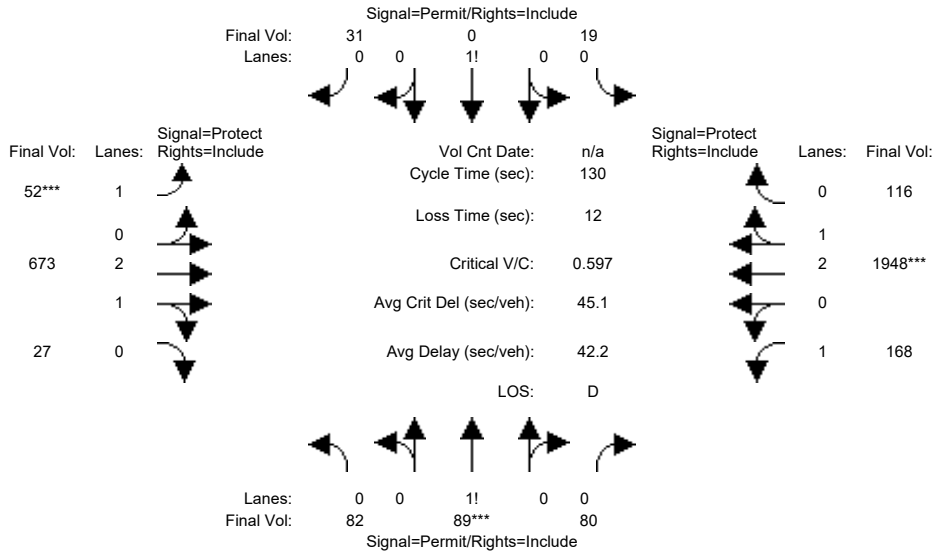 Signal=Permit/Rights=Include
Final Vol: 31 0 19
Lanes: 0 0 1! 0 0
Signal=Protect
Final Vol: Lanes: Rights=Include
Vol Cnt Date: n/a
Signal=Protect
Rights=Include Lanes: Final Vol:
Cycle Time (sec): 130
52*** 1
0 116
Loss Time (sec): 12
0
1
673 2
Critical V/C: 0.597
2 1948***
1
Avg Crit Del (sec/veh): 45.1
0
27 0
Avg Delay (sec/veh): 42.2
1 168
LOS: D
Lanes: 0 0 1! 0 0
Final Vol: 82 89*** 80
Signal=Permit/Rights=Include